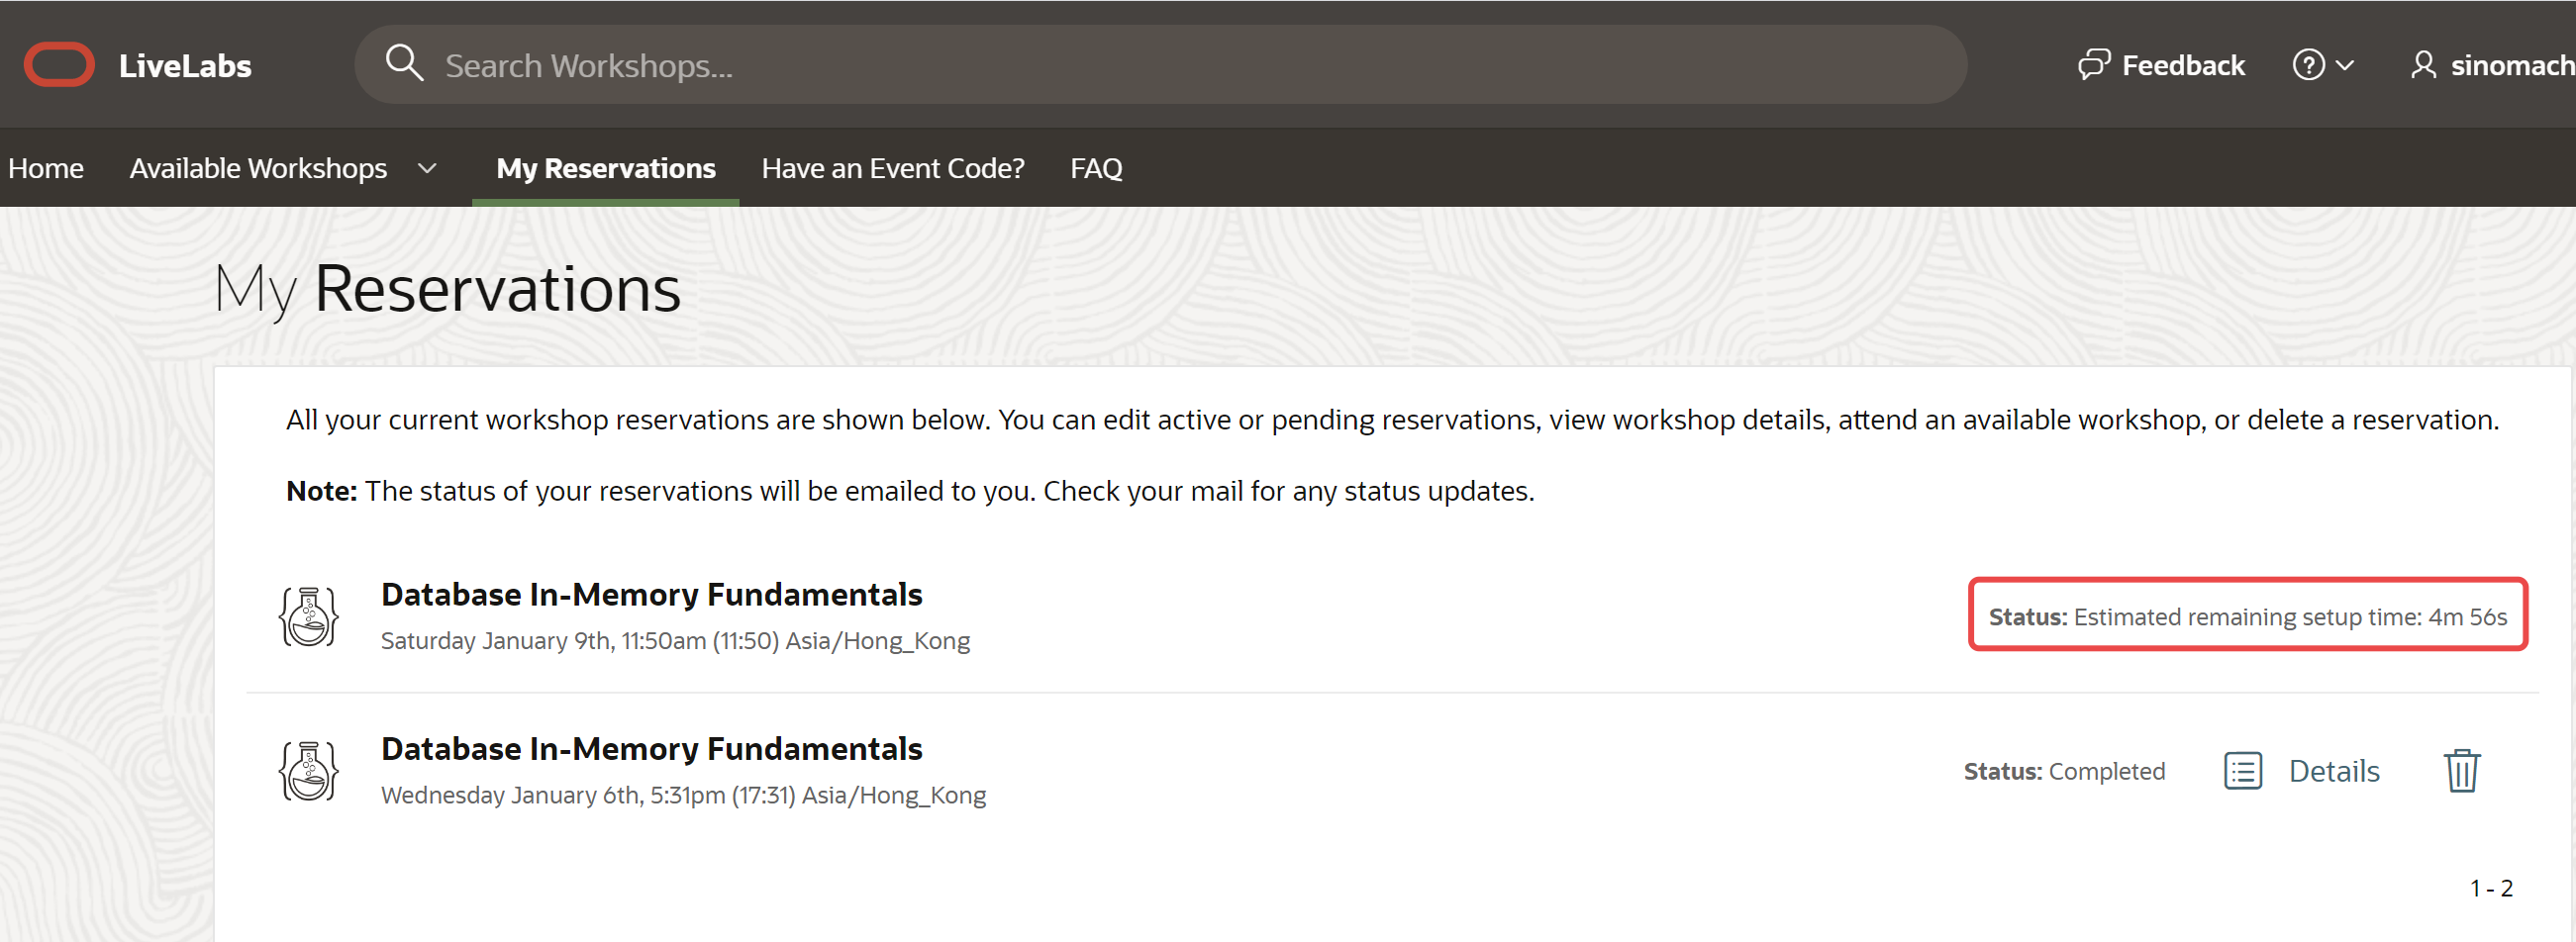 LiveLabs Search Workshops... Feedback ? sinomach
Home Available Workshops My Reservations Have an Event Code? FAQ
My Reservations
All your current workshop reservations are shown below. You can edit active or pending reservations, view workshop details, attend an available workshop, or delete a reservation.
Note: The status of your reservations will be emailed to you. Check your mail for any status updates.
Database In-Memory Fundamentals
Saturday January 9th, 11:50am (11:50) Asia/Hong_Kong
Status: Estimated remaining setup time: 4m 56s
Database In-Memory Fundamentals
Wednesday January 6th, 5:31pm (17:31) Asia/Hong_Kong
Status: Completed Details
1 - 2